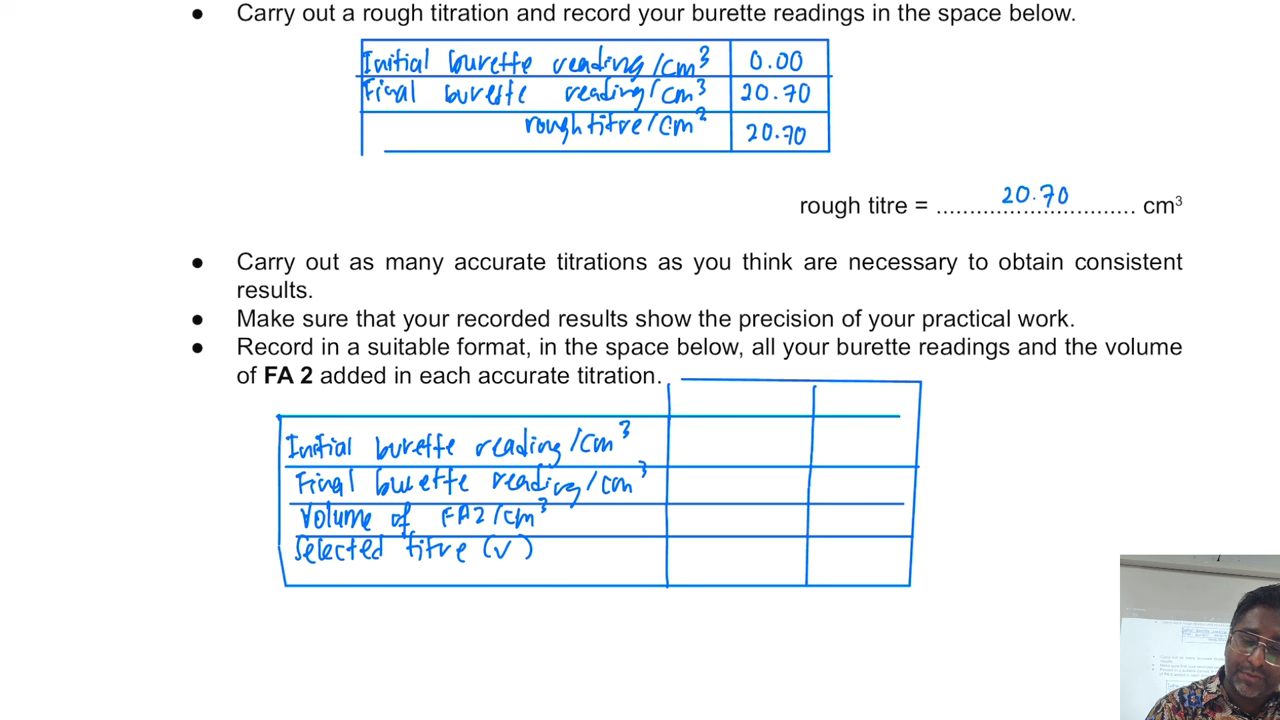 ● Carry out a rough titration and record your burette readings in the space below.
Initial burette reading /cm³ 0.00
Final burette reading/cm³ 20.70
rough titre/cm³ 20.70
rough titre = 20.70 cm³
● Carry out as many accurate titrations as you think are necessary to obtain consistent
results.
● Make sure that your recorded results show the precision of your practical work.
● Record in a suitable format, in the space below, all your burette readings and the volume
of FA 2 added in each accurate titration.
Initial burette reading /cm³
Final burette reading /cm³
Volume of FA2 /cm³
Selected titre (✓)